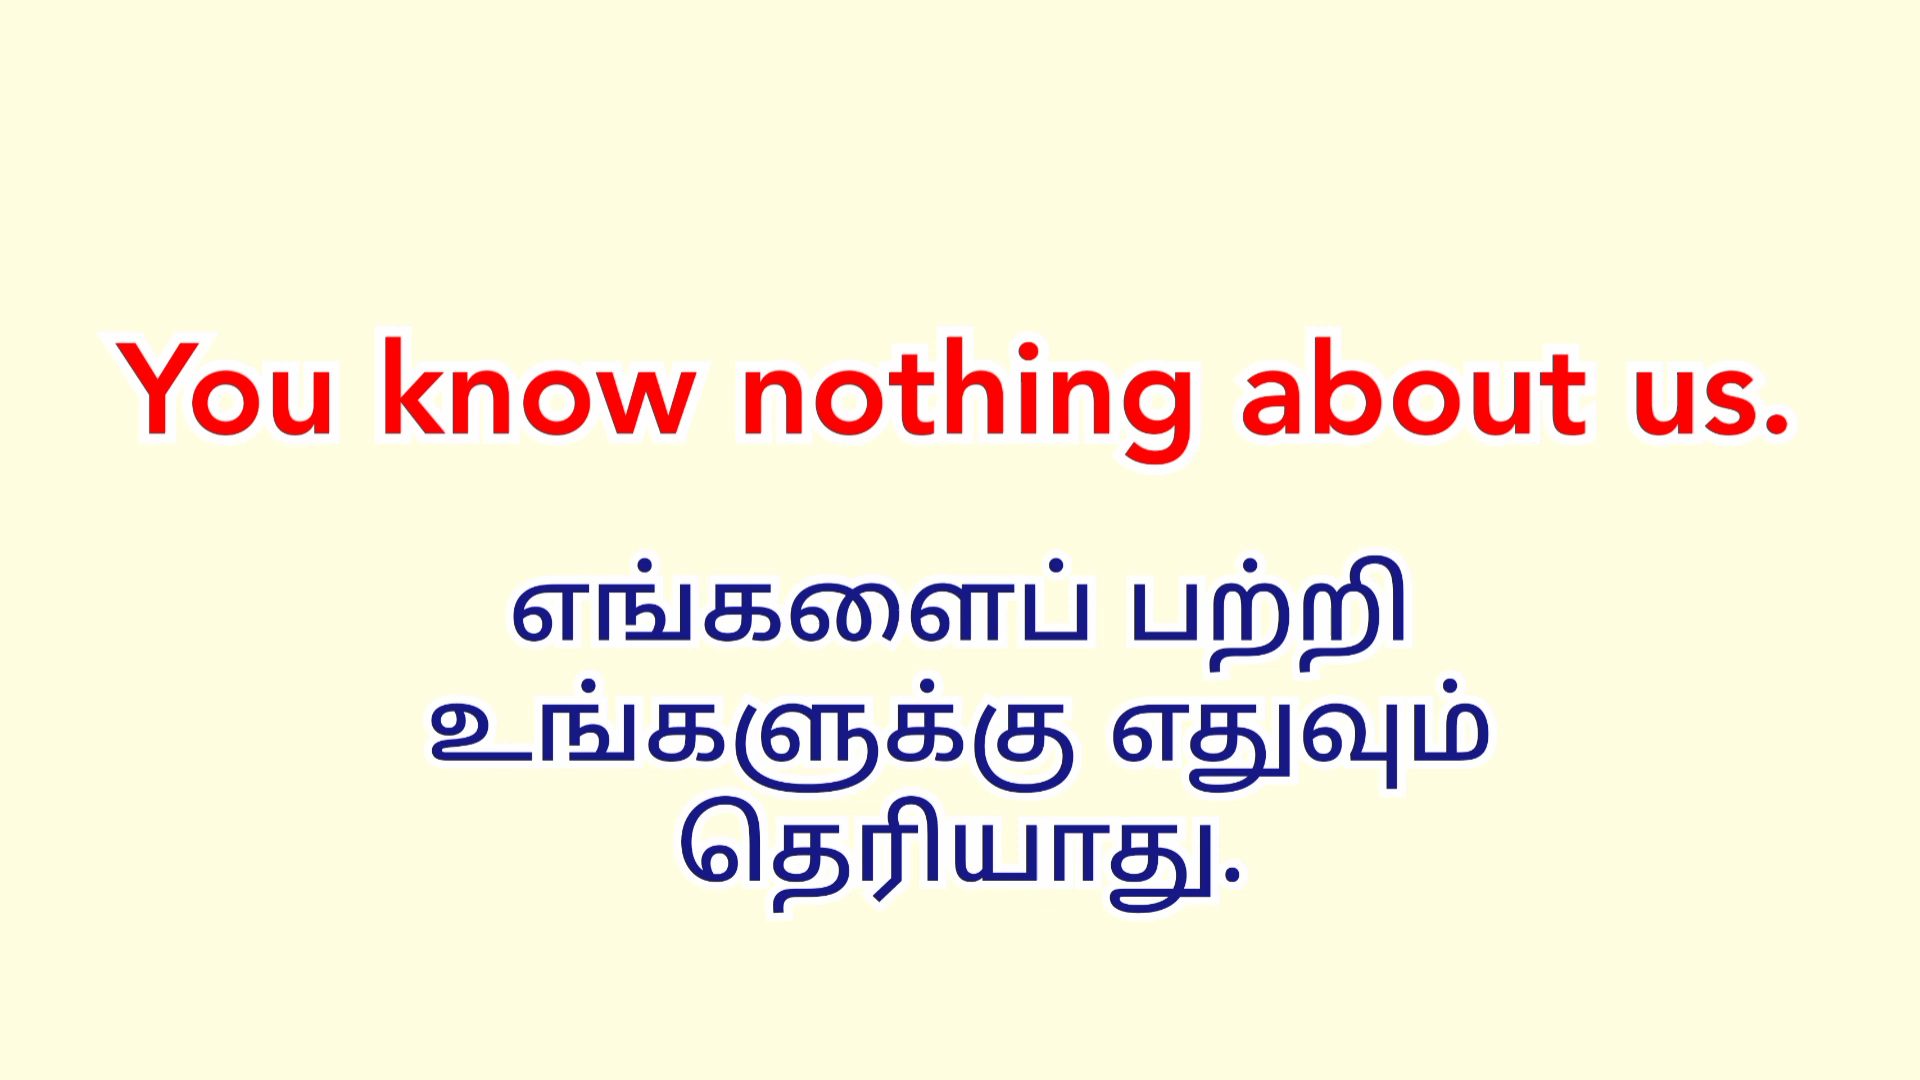 You know nothing about us.
எங்களைப் பற்றி
உங்களுக்கு எதுவும்
தெரியாது.